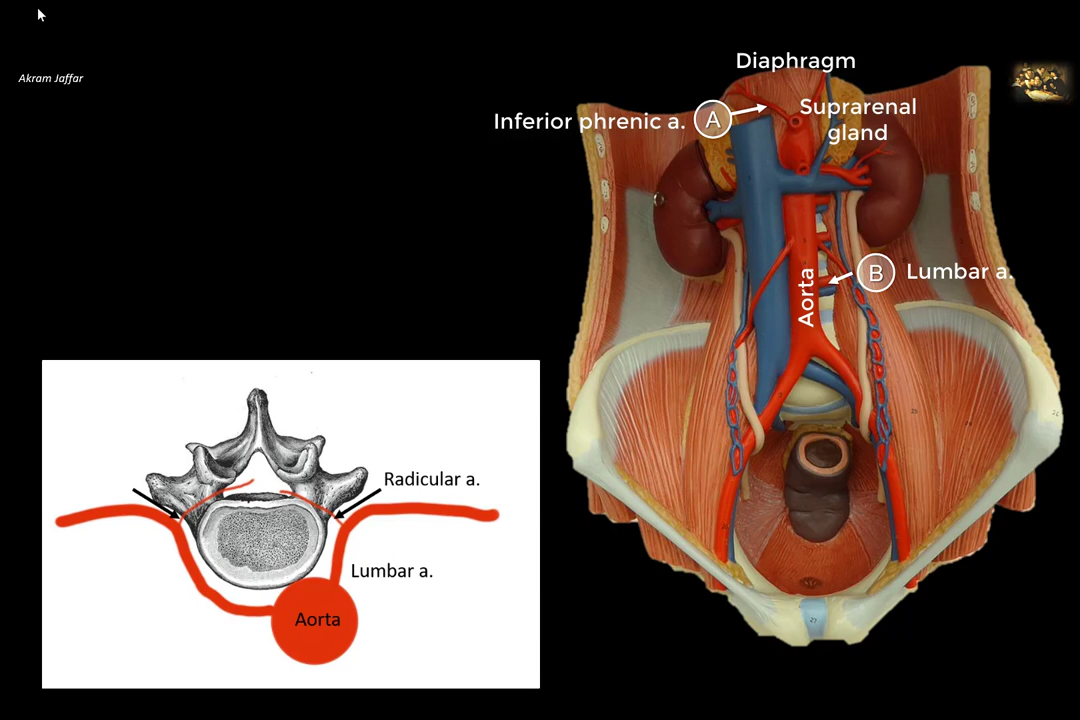 Akram Jaffar
Diaphragm
Inferior phrenic a.
A
Suprarenal
gland
Aorta
B
Lumbar a.
Radicular a.
Lumbar a.
Aorta